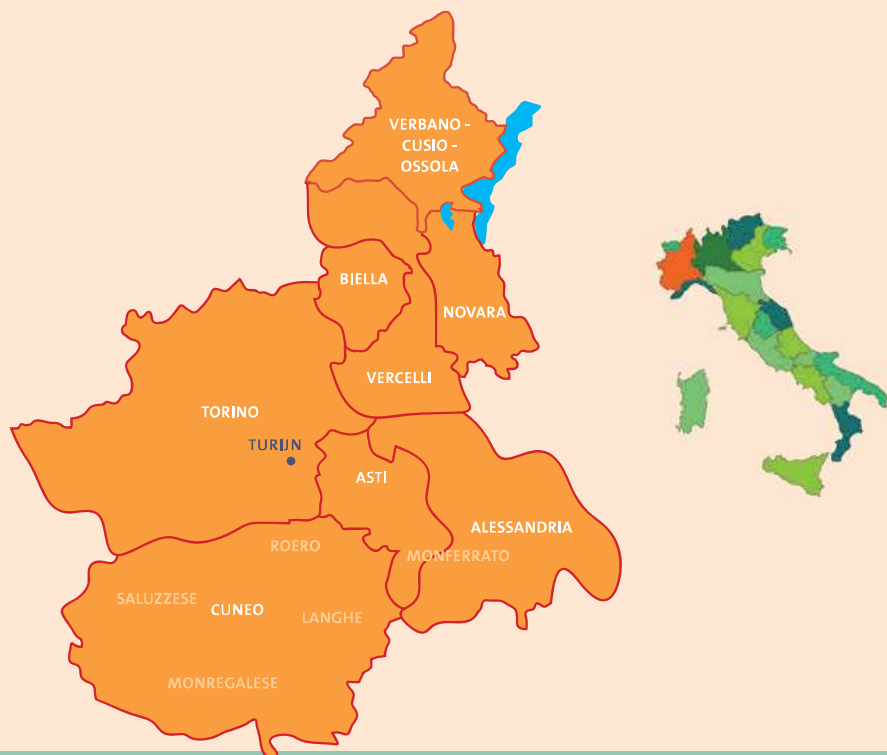 VERBANO -
CUSIO -
OSSOLA
BIELLA
NOVARA
VERCELLI
TORINO
TURIJN
ASTI
ALESSANDRIA
ROERO
MONFERRATO
SALUZZESE
CUNEO
LANGHE
MONREGALESE